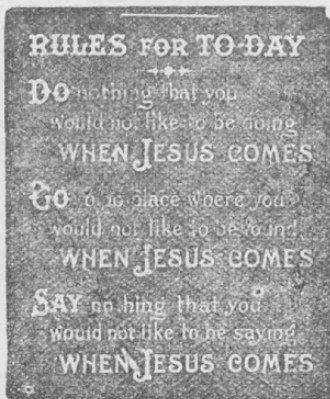 RULES FOR TO-DAY
DO nothing that you
would not like to be doing
WHEN JESUS COMES
GO to no place where you
would not like to be found
WHEN JESUS COMES
SAY nothing that you
would not like to be saying
WHEN JESUS COMES